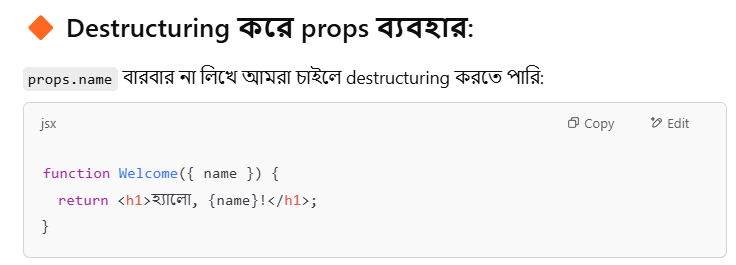 Destructuring করে props ব্যবহার:
props.name বারবার না লিখে আমরা চাইলে destructuring করতে পারি:
jsx Copy Edit
function Welcome({ name }) {
  return <h1>হ্যালো, {name}!</h1>;
}